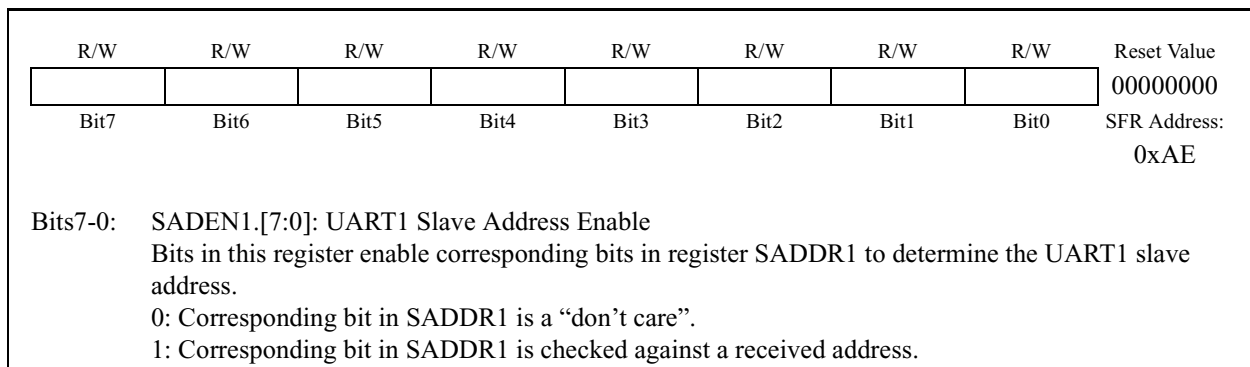 R/W R/W R/W R/W R/W R/W R/W R/W Reset Value
00000000
Bit7 Bit6 Bit5 Bit4 Bit3 Bit2 Bit1 Bit0 SFR Address:
0xAE
Bits7-0: SADEN1.[7:0]: UART1 Slave Address Enable
Bits in this register enable corresponding bits in register SADDR1 to determine the UART1 slave
address.
0: Corresponding bit in SADDR1 is a “don’t care”.
1: Corresponding bit in SADDR1 is checked against a received address.